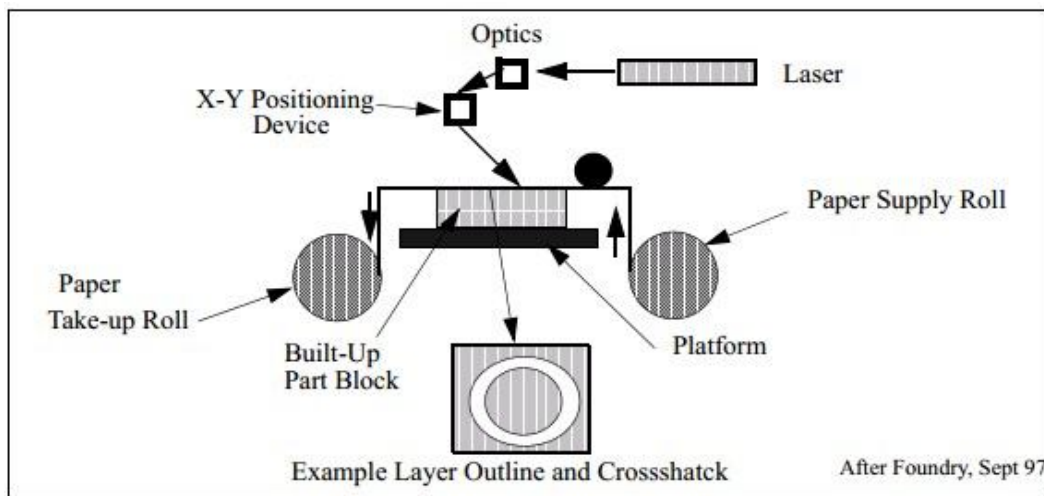 Optics
Laser
X-Y Positioning
Device
Paper Supply Roll
Paper
Take-up Roll
Built-Up
Part Block
Platform
Example Layer Outline and Crossshatck
After Foundry, Sept 97